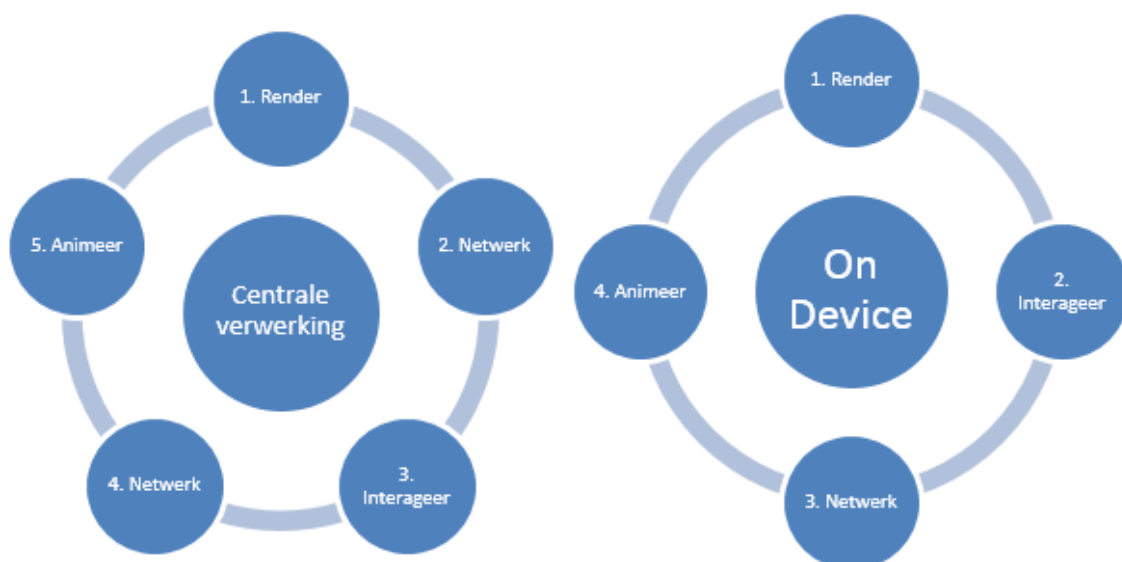 1. Render
2. Netwerk
3.
Interageer
4. Netwerk
5. Animeer
Centrale
verwerking
1. Render
2.
Interageer
3. Netwerk
4. Animeer
On
Device